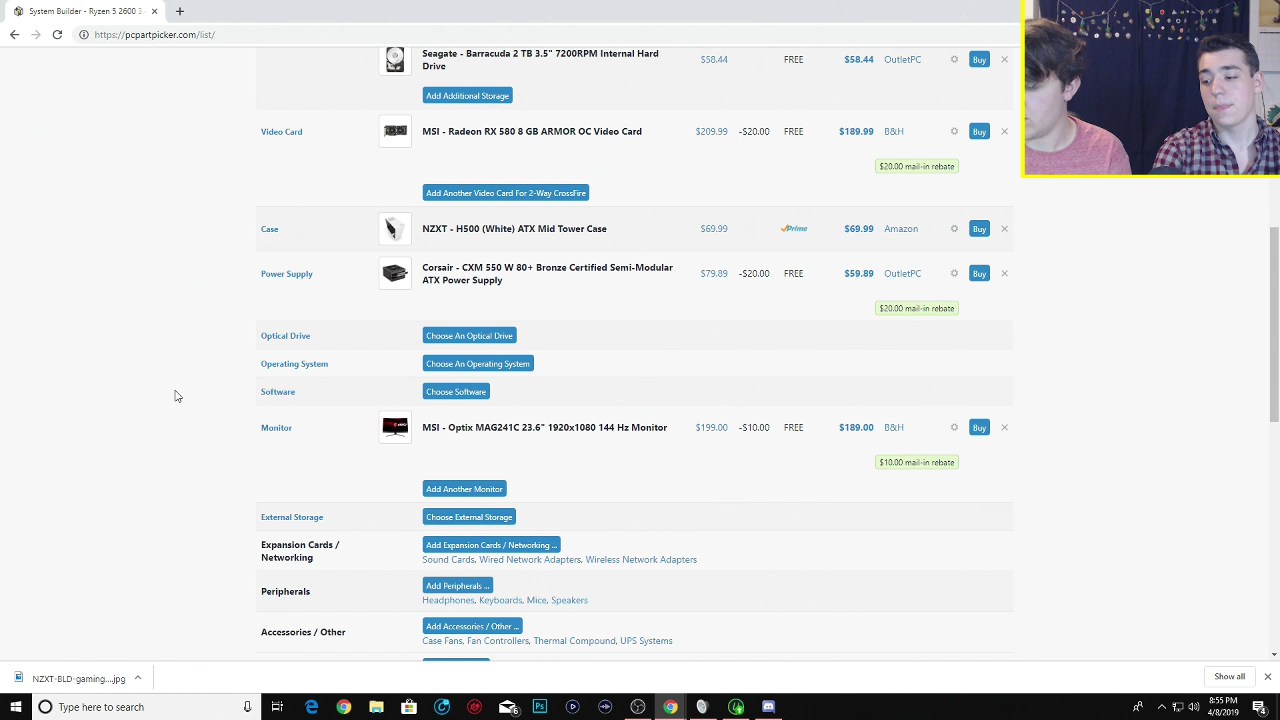 System Builder - Ryzen 5 2600 3
https://pcpartpicker.com/list/
Seagate - Barracuda 2 TB 3.5" 7200RPM Internal Hard Drive $58.44 FREE $58.44 OutletPC Buy
Add Additional Storage
Video Card MSI - Radeon RX 580 8 GB ARMOR OC Video Card $209.99 -$20.00 FREE $189.99 B&H Buy
$20.00 mail-in rebate
Add Another Video Card For 2-Way CrossFire
Case NZXT - H500 (White) ATX Mid Tower Case $69.99 Prime $69.99 Amazon Buy
Power Supply Corsair - CXM 550 W 80+ Bronze Certified Semi-Modular ATX Power Supply $79.89 -$20.00 FREE $59.89 OutletPC Buy
$20.00 mail-in rebate
Optical Drive Choose An Optical Drive
Operating System Choose An Operating System
Software Choose Software
Monitor MSI - Optix MAG241C 23.6" 1920x1080 144 Hz Monitor $199.00 -$10.00 FREE $189.00 B&H Buy
$10.00 mail-in rebate
Add Another Monitor
External Storage Choose External Storage
Expansion Cards / Networking Add Expansion Cards / Networking ...
Sound Cards, Wired Network Adapters, Wireless Network Adapters
Peripherals Add Peripherals ...
Headphones, Keyboards, Mice, Speakers
Accessories / Other Add Accessories / Other ...
Case Fans, Fan Controllers, Thermal Compound, UPS Systems
NZXT-BLD-gaming....jpg Show all
Type here to search
8:55 PM
4/8/2019